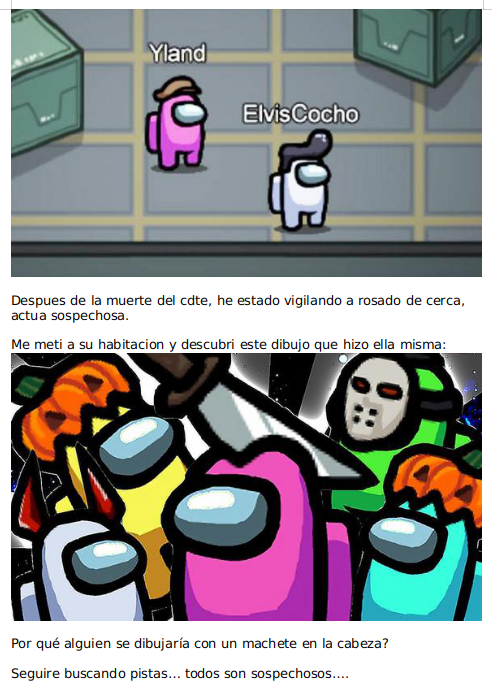 Yland
ElvisCocho
Despues de la muerte del cdte, he estado vigilando a rosado de cerca,
actua sospechosa.
Me meti a su habitacion y descubri este dibujo que hizo ella misma:
Por qué alguien se dibujaría con un machete en la cabeza?
Seguire buscando pistas... todos son sospechosos....